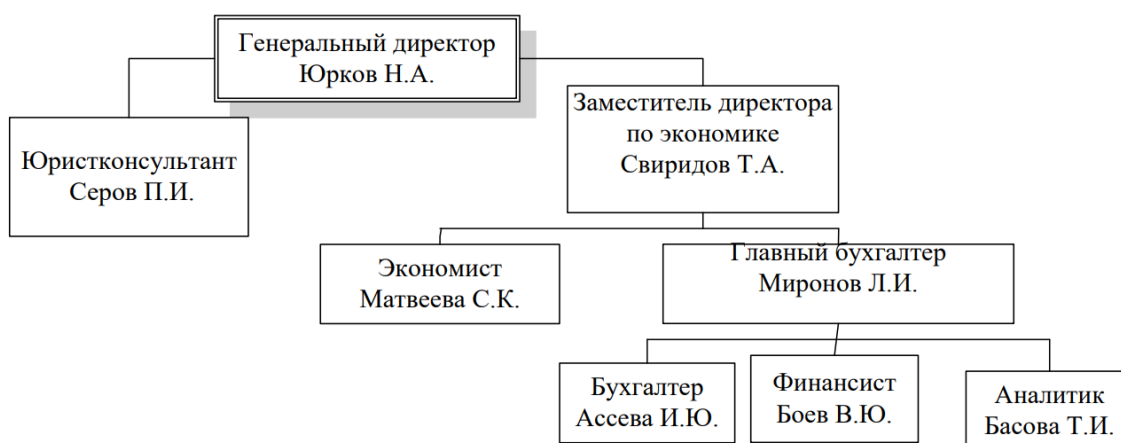 Генеральный директор
Юрков Н.А.
Юристконсультант
Серов П.И.
Заместитель директора
по экономике
Свиридов Т.А.
Экономист
Матвеева С.К.
Главный бухгалтер
Миронов Л.И.
Бухгалтер
Ассева И.Ю.
Финансист
Боев В.Ю.
Аналитик
Басова Т.И.